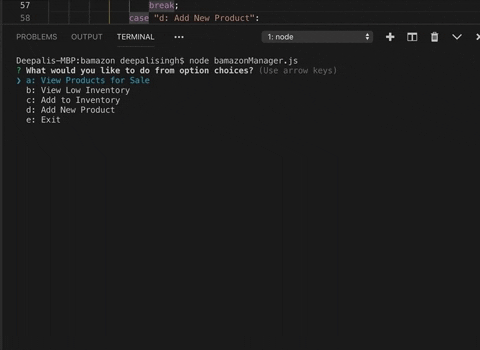 57 break;
58 case "d: Add New Product":
PROBLEMS OUTPUT TERMINAL ••• 1: node
Deepalis-MBP:bamazon deepalisingh$ node bamazonManager.js
? What would you like to do from option choices? (Use arrow keys)
❯ a: View Products for Sale
b: View Low Inventory
c: Add to Inventory
d: Add New Product
e: Exit